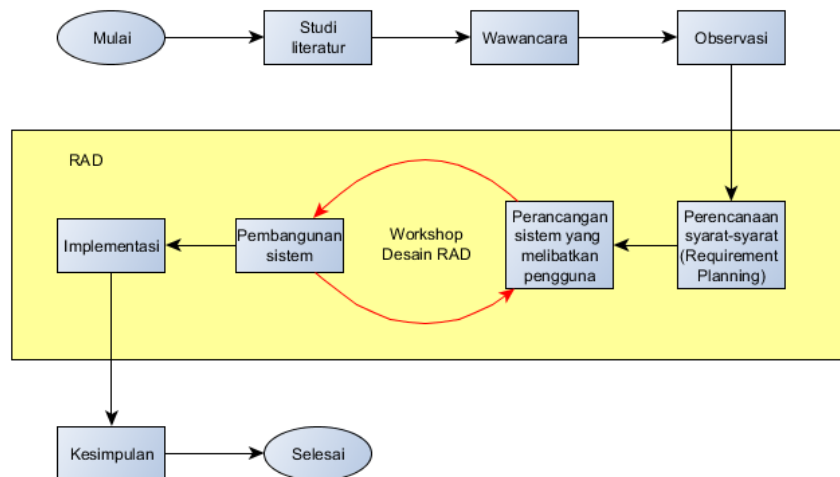 Mulai
Studi
literatur
Wawancara
Observasi
RAD
Perencanaan
syarat-syarat
(Requirement
Planning)
Perancangan
sistem yang
melibatkan
pengguna
Workshop
Desain RAD
Pembangunan
sistem
Implementasi
Kesimpulan
Selesai